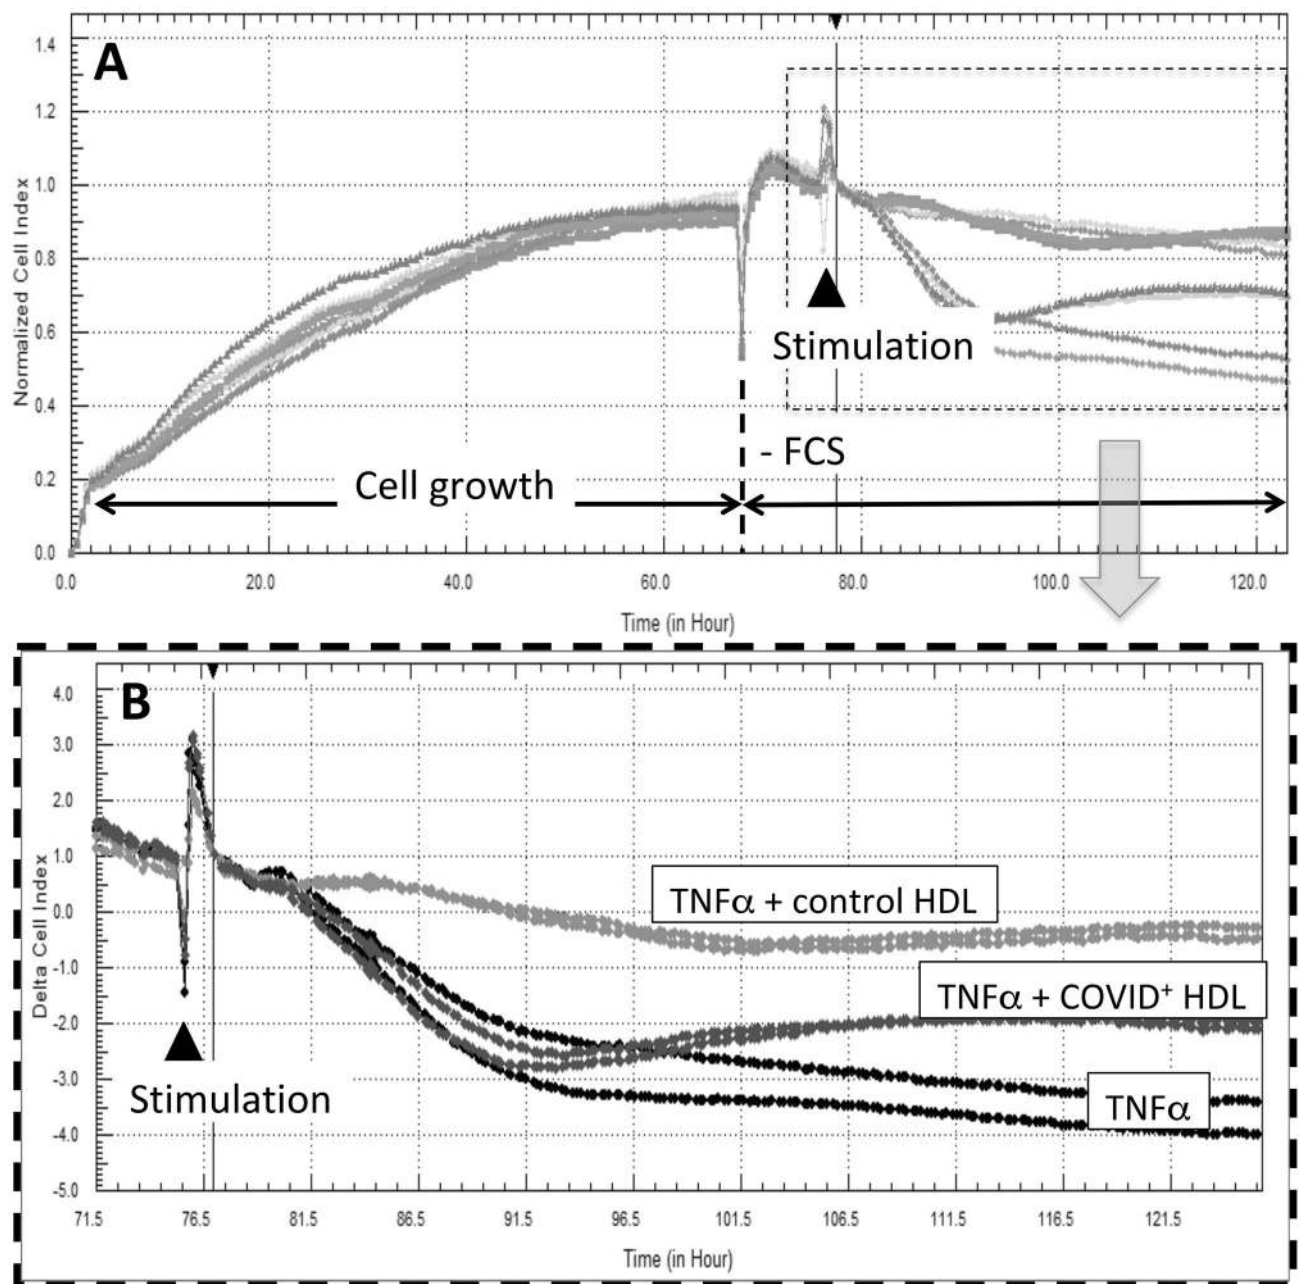 A
1.4
1.2
1.0
0.8
0.6
0.4
0.2
0.0
Normalized Cell Index
Stimulation
- FCS
Cell growth
0.0 20.0 40.0 60.0 80.0 100.0 120.0
Time (in Hour)
B
4.0
3.0
2.0
1.0
0.0
-1.0
-2.0
-3.0
-4.0
-5.0
Delta Cell Index
TNFα + control HDL
TNFα + COVID⁺ HDL
Stimulation
TNFα
71.5 76.5 81.5 86.5 91.5 96.5 101.5 106.5 111.5 116.5 121.5
Time (in Hour)